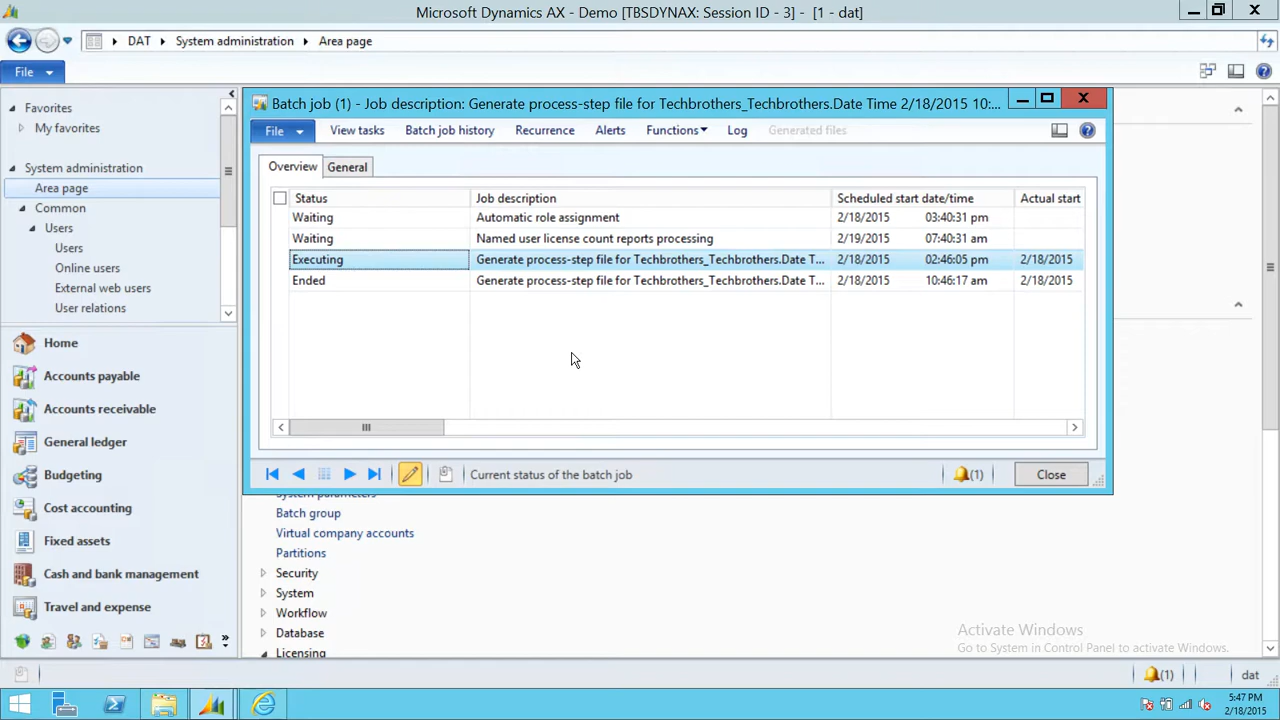 Microsoft Dynamics AX - Demo [TBSDYNAX: Session ID - 3] - [1 - dat]
DAT System administration Area page
File
Favorites
My favorites
System administration
Area page
Common
Users
Users
Online users
External web users
User relations
Home
Accounts payable
Accounts receivable
General ledger
Budgeting
Cost accounting
Fixed assets
Cash and bank management
Travel and expense
Batch job (1) - Job description: Generate process-step file for Techbrothers_Techbrothers.Date Time 2/18/2015 10:...
File View tasks Batch job history Recurrence Alerts Functions Log Generated files
Overview General
Status Job description Scheduled start date/time Actual start
Waiting Automatic role assignment 2/18/2015 03:40:31 pm
Waiting Named user license count reports processing 2/19/2015 07:40:31 am
Executing Generate process-step file for Techbrothers_Techbrothers.Date T... 2/18/2015 02:46:05 pm 2/18/2015
Ended Generate process-step file for Techbrothers_Techbrothers.Date T... 2/18/2015 10:46:17 am 2/18/2015
Current status of the batch job (1) Close
System parameters
Batch group
Virtual company accounts
Partitions
Security
System
Workflow
Database
Licensing
Activate Windows
Go to System in Control Panel to activate Windows.
(1) dat
5:47 PM
2/18/2015